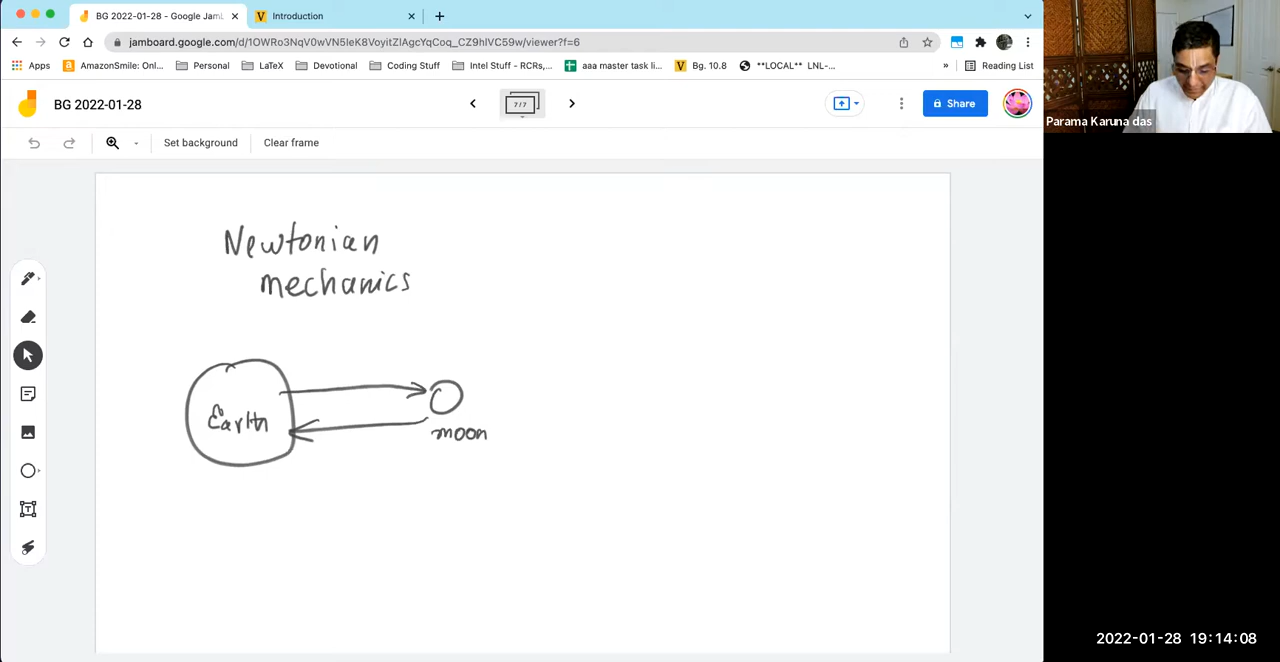 BG 2022-01-28 - Google Jam
Introduction
jamboard.google.com/d/1OWRo3NqV0wVN5IeK8VoyitZIAgcYqCoq_CZ9hIVC59w/viewer?f=6
Apps
AmazonSmile: Onl...
Personal
LaTeX
Devotional
Coding Stuff
Intel Stuff - RCRs,...
aaa master task li...
Bg. 10.8
**LOCAL** LNL-...
»
Reading List
BG 2022-01-28
7/7
Share
Set background
Clear frame
Parama Karuna das
Newtonian
mechanics
Earth
moon
2022-01-28 19:14:08